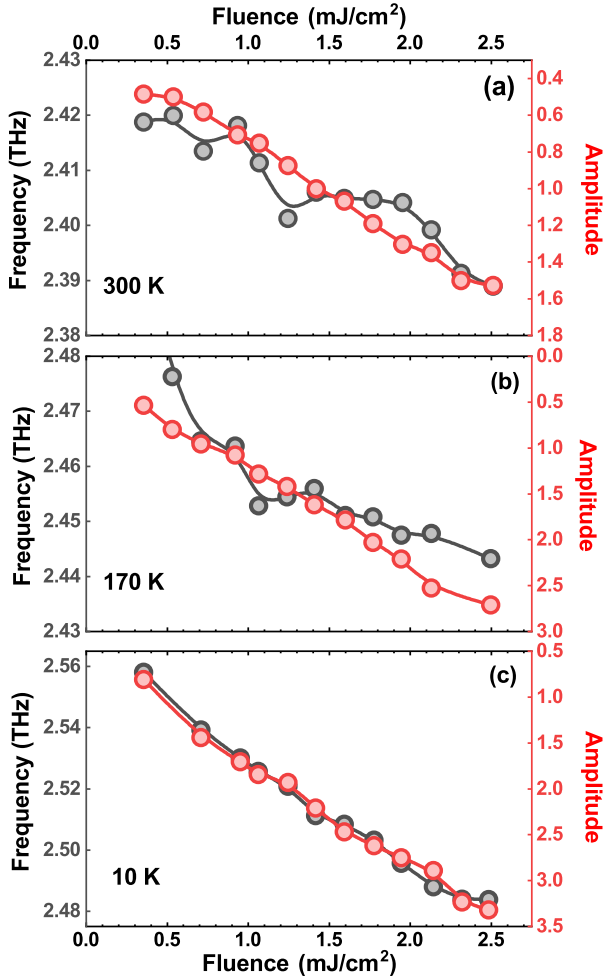 Fluence (mJ/cm²)
0.0 0.5 1.0 1.5 2.0 2.5
2.43
2.42
2.41
2.40
2.39
2.38
Frequency (THz)
(a)
300 K
0.4
0.6
0.8
1.0
1.2
1.4
1.6
1.8
Amplitude
2.48
2.47
2.46
2.45
2.44
2.43
Frequency (THz)
(b)
170 K
0.0
0.5
1.0
1.5
2.0
2.5
3.0
Amplitude
2.56
2.54
2.52
2.50
2.48
Frequency (THz)
(c)
10 K
0.5
1.0
1.5
2.0
2.5
3.0
3.5
Amplitude
0.0 0.5 1.0 1.5 2.0 2.5
Fluence (mJ/cm²)